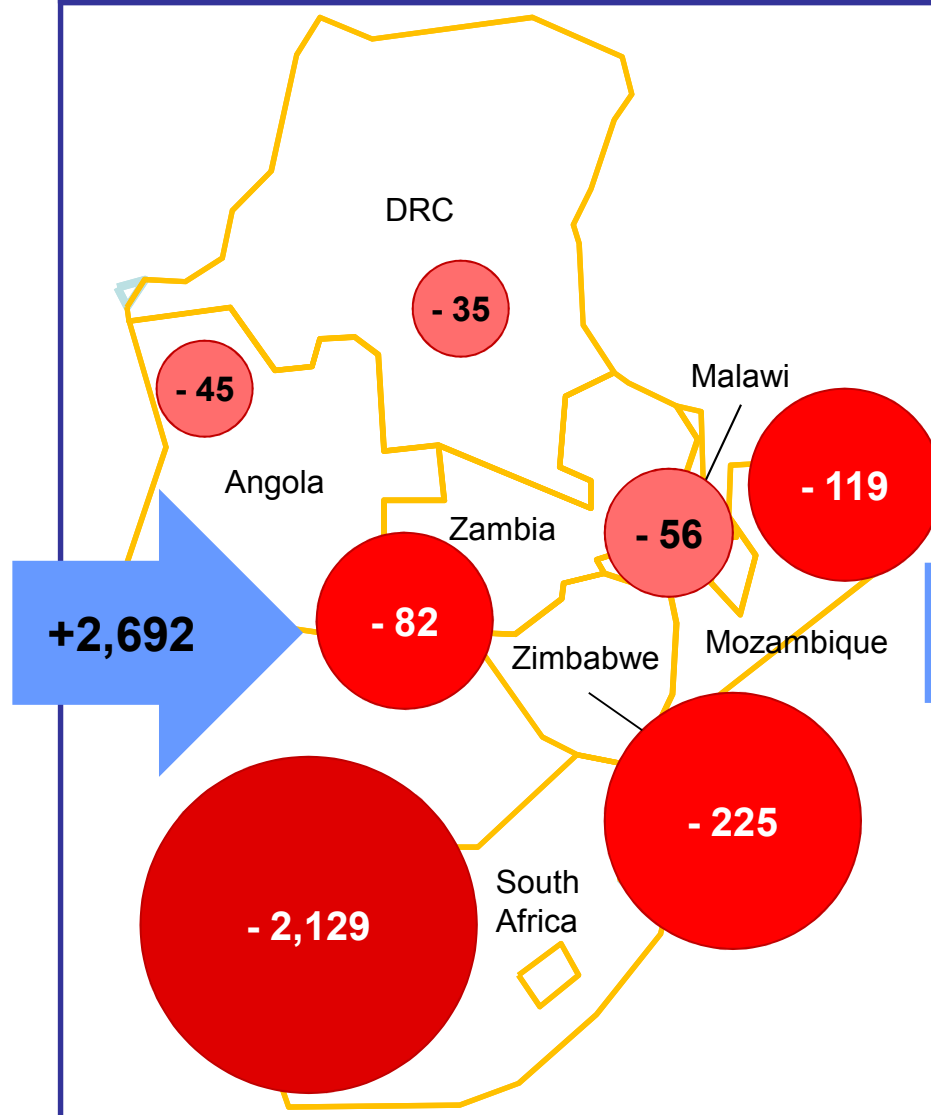 DRC
- 35
Malawi
- 45
Angola
- 119
Zambia
- 56
+2,692
- 82
Zimbabwe
Mozambique
- 225
South
Africa
- 2,129